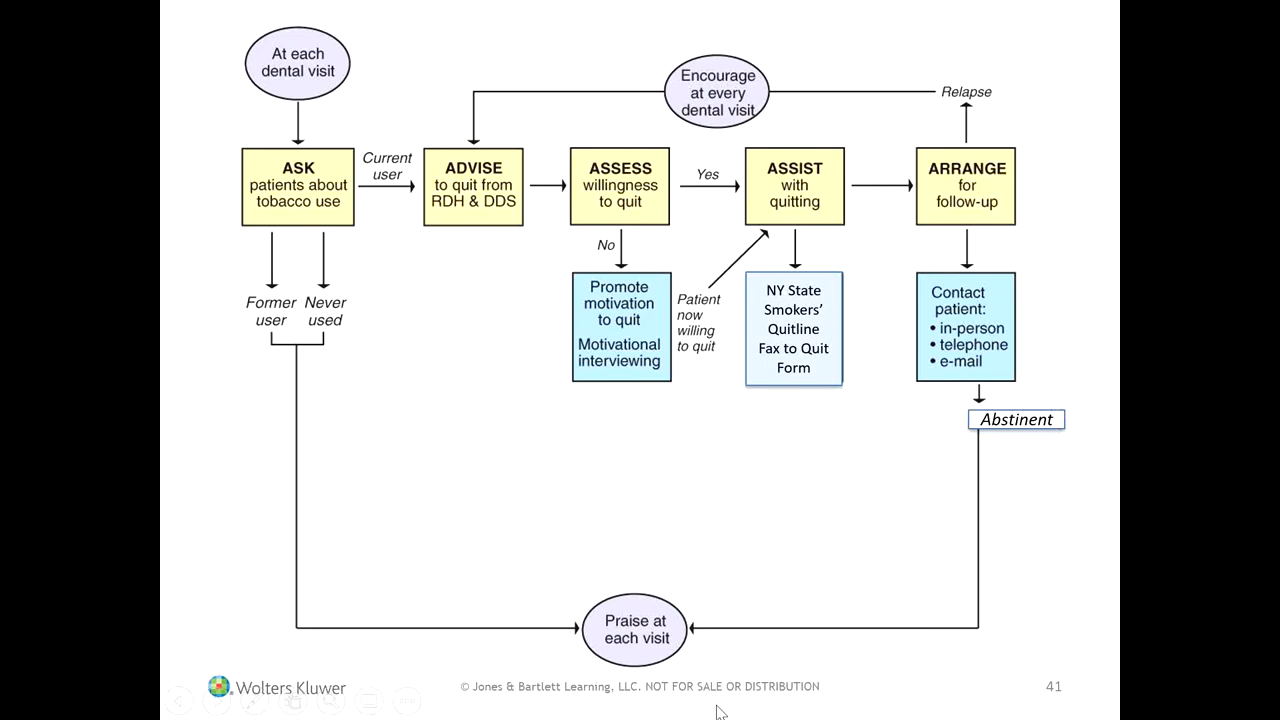 At each
dental visit
Encourage
at every
dental visit
Relapse
ASK
patients about
tobacco use
Current
user
ADVISE
to quit from
RDH & DDS
ASSESS
willingness
to quit
Yes
ASSIST
with
quitting
ARRANGE
for
follow-up
No
Former
user
Never
used
Promote
motivation
to quit
Motivational
interviewing
Patient
now
willing
to quit
NY State
Smokers’
Quitline
Fax to Quit
Form
Contact
patient:
• in-person
• telephone
• e-mail
Abstinent
Praise at
each visit
Wolters Kluwer
© Jones & Bartlett Learning, LLC. NOT FOR SALE OR DISTRIBUTION
41